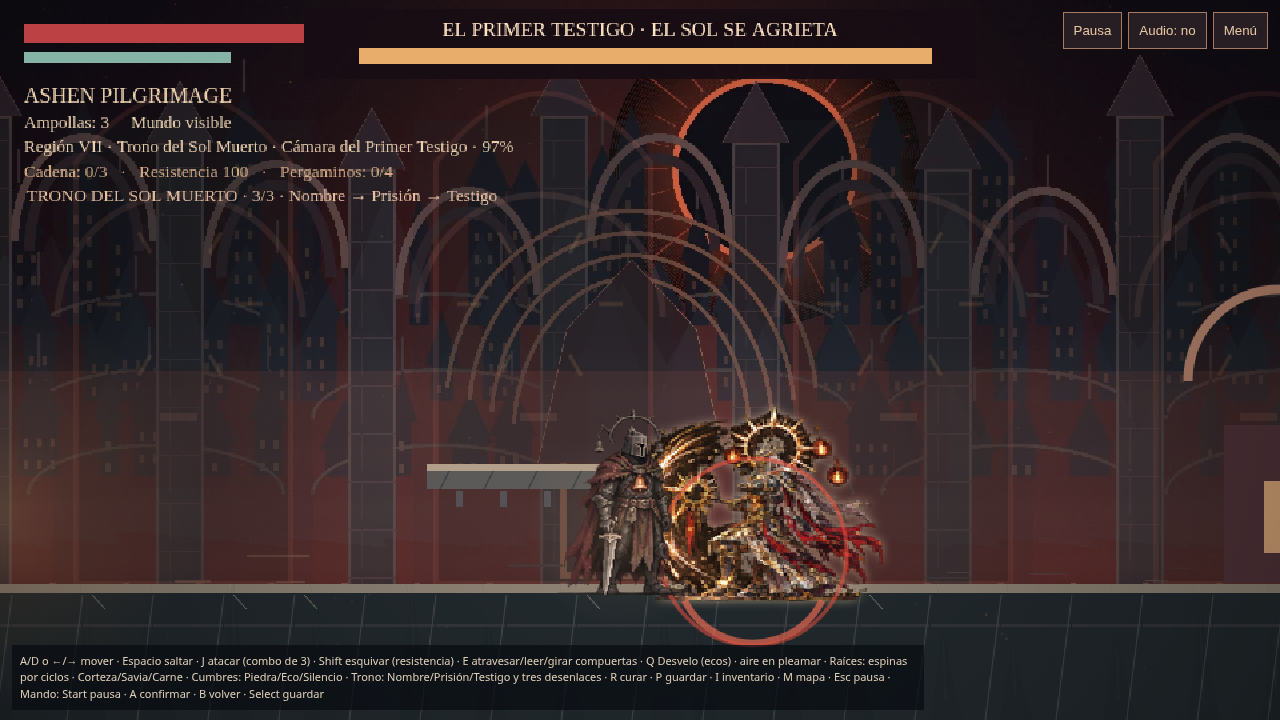 EL PRIMER TESTIGO · EL SOL SE AGRIETA
Pausa
Audio: no
Menú
ASHEN PILGRIMAGE
Ampollas: 3 Mundo visible
Región VII · Trono del Sol Muerto · Cámara del Primer Testigo · 97%
Cadena: 0/3 · Resistencia 100 · Pergaminos: 0/4
TRONO DEL SOL MUERTO · 3/3 · Nombre → Prisión → Testigo
A/D o ←/→ mover · Espacio saltar · J atacar (combo de 3) · Shift esquivar (resistencia) · E atravesar/leer/girar compuertas · Q Desvelo (ecos) · aire en pleamar · Raíces: espinas
por ciclos · Corteza/Savia/Carne · Cumbres: Piedra/Eco/Silencio · Trono: Nombre/Prisión/Testigo y tres desenlaces · R curar · P guardar · I inventario · M mapa · Esc pausa ·
Mando: Start pausa · A confirmar · B volver · Select guardar